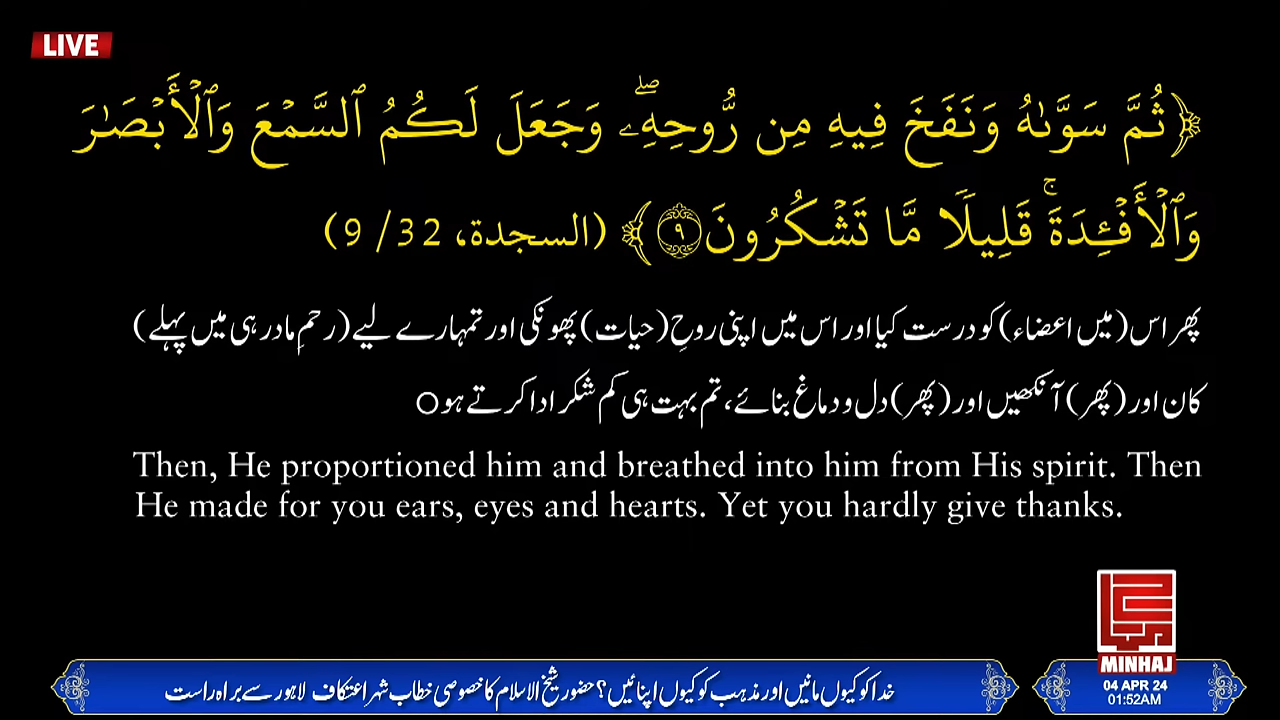 LIVE
﴿ثُمَّ سَوَّىٰهُ وَنَفَخَ فِيهِ مِن رُّوحِهِۦۖ وَجَعَلَ لَكُمُ ٱلسَّمۡعَ وَٱلۡأَبۡصَٰرَ
وَٱلۡأَفۡـِٔدَةَۚ قَلِيلٗا مَّا تَشۡكُرُونَ ٩﴾ (السجدة، 32/ 9)
پھر اس (میں اعضاء) کو درست کیا اور اس میں اپنی روحِ (حیات) پھونکی اور تمہارے لیے (رحمِ مادر ہی میں پہلے)
کان اور (پھر) آنکھیں اور (پھر) دل و دماغ بنائے، تم بہت ہی کم شکر ادا کرتے ہو○
Then, He proportioned him and breathed into him from His spirit. Then
He made for you ears, eyes and hearts. Yet you hardly give thanks.
MINHAJ
خدا کو کیوں مانیں اور مذہب کو کیوں اپنائیں؟ حضور شیخ الاسلام کا خصوصی خطاب شہر اعتکاف لاہور سے براہ راست
04 APR 24
01:52AM